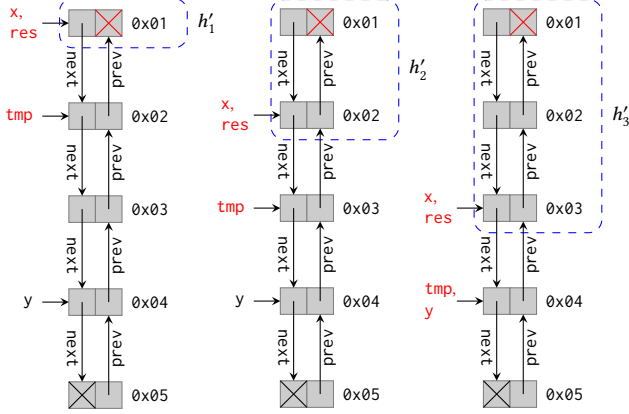 x,
res
0x01
h′1
next
prev
tmp
0x02
next
prev
0x03
next
prev
y
0x04
next
prev
0x05
0x01
h′2
next
prev
x,
res
0x02
next
prev
tmp
0x03
next
prev
y
0x04
next
prev
0x05
0x01
next
prev
0x02
h′3
next
prev
x,
res
0x03
next
prev
tmp,
y
0x04
next
prev
0x05